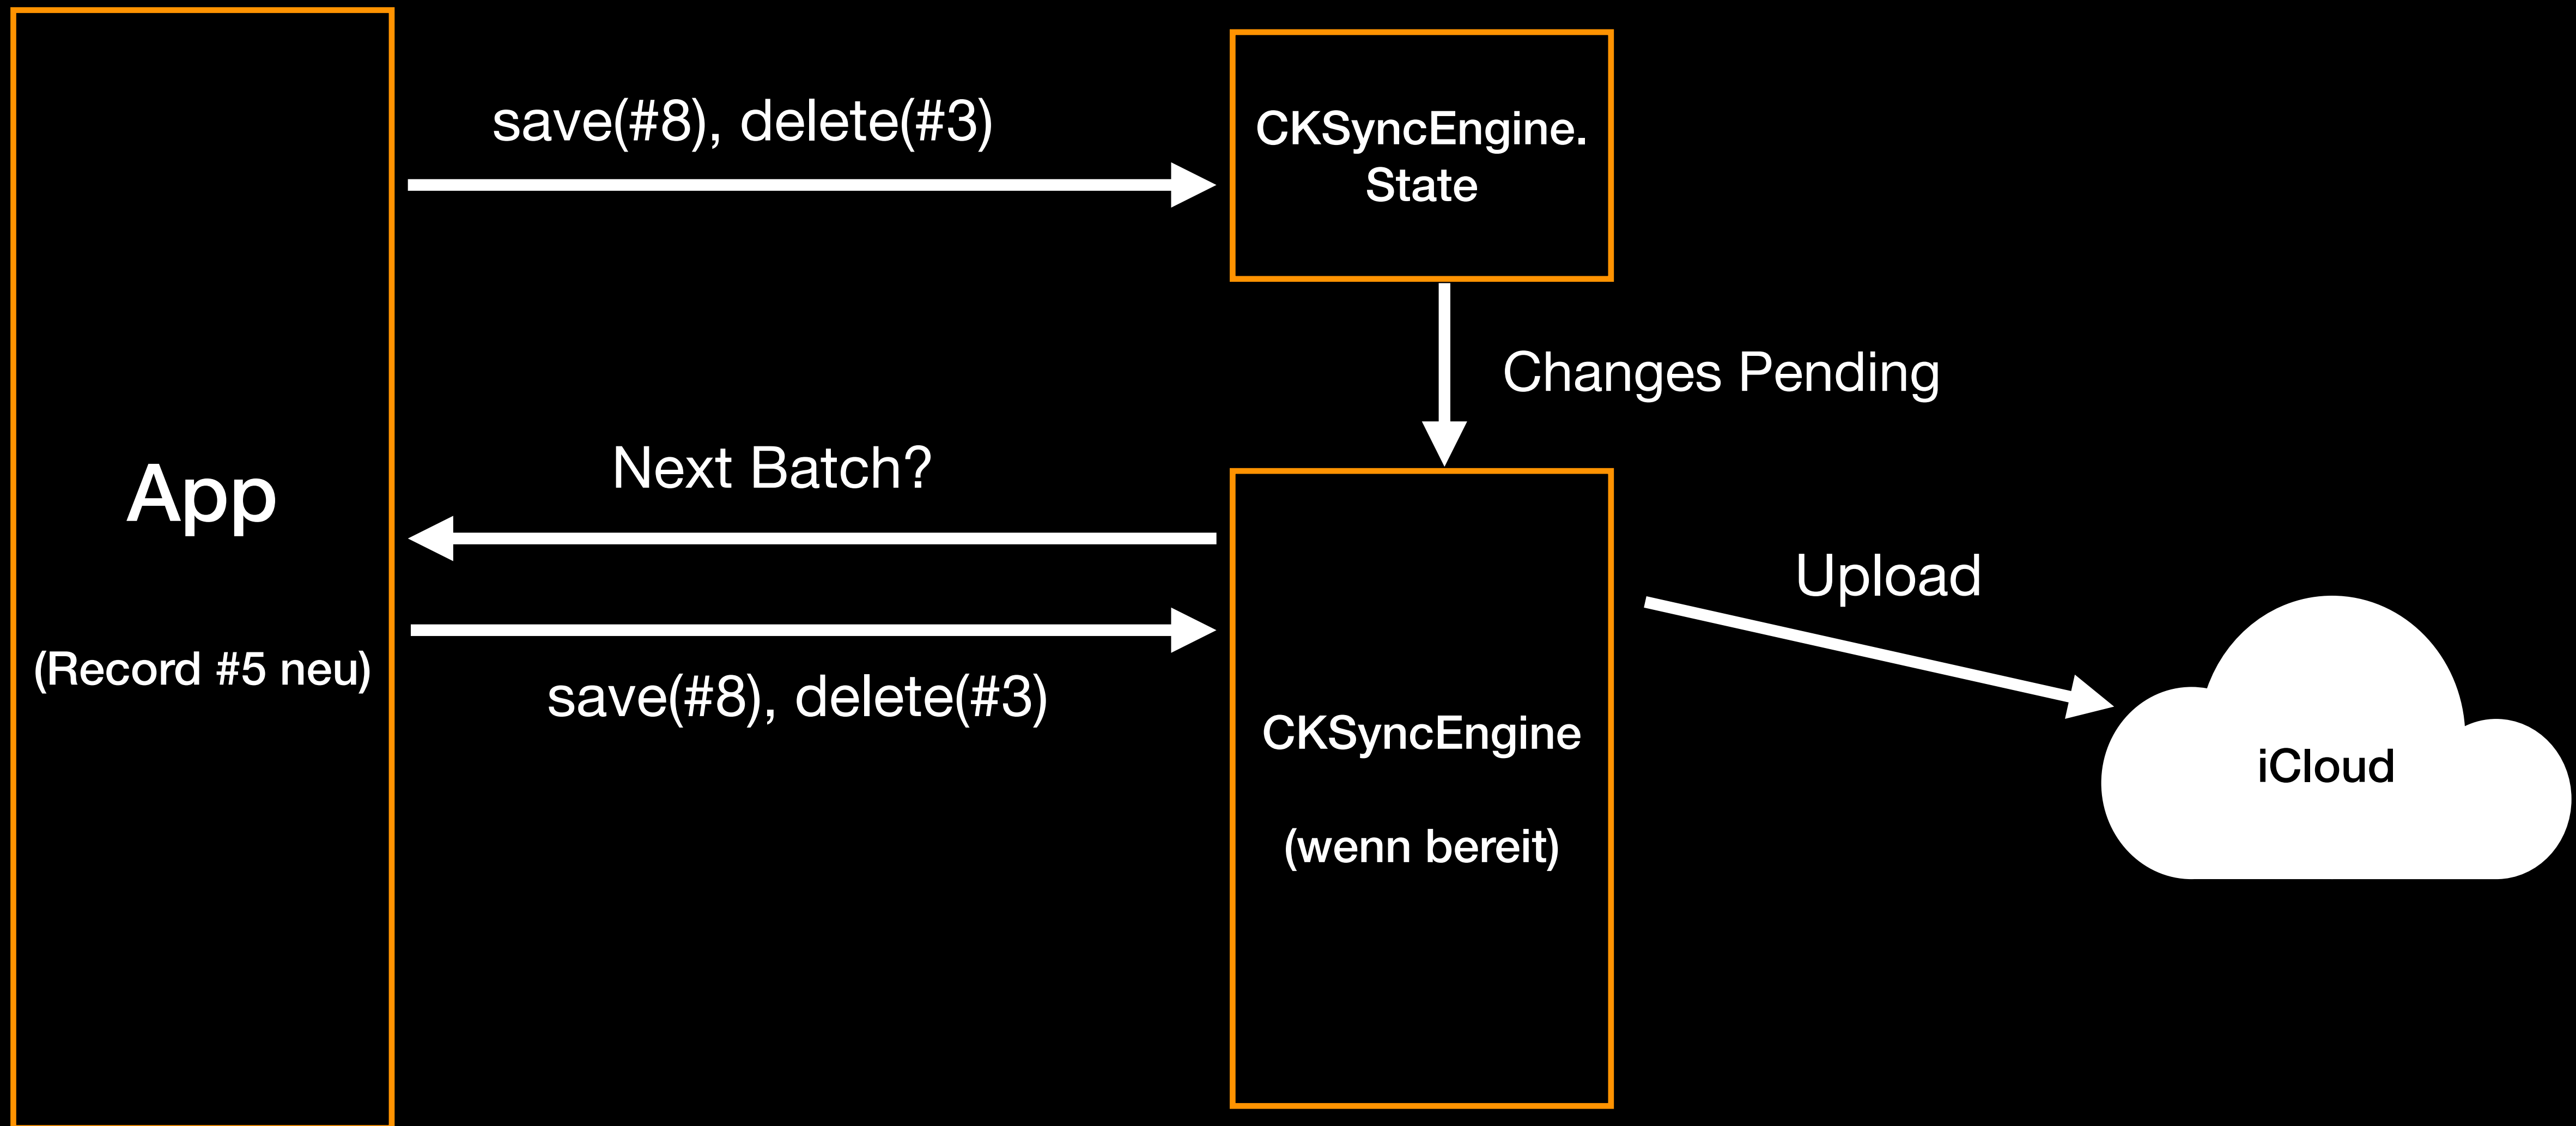 save(#8), delete(#3)
CKSyncEngine.
State
Changes Pending
Next Batch?
App
(Record #5 neu)
save(#8), delete(#3)
Upload
CKSyncEngine
(wenn bereit)
iCloud